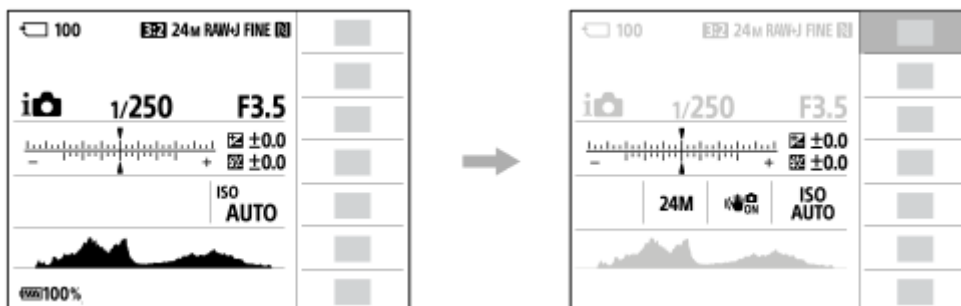 100 3:2 24M RAW+J FINE N
i 1/250 F3.5
±0.0
- + ±0.0
ISO
AUTO
100%
100 3:2 24M RAW+J FINE N
i 1/250 F3.5
±0.0
- + ±0.0
24M ON ISO
AUTO